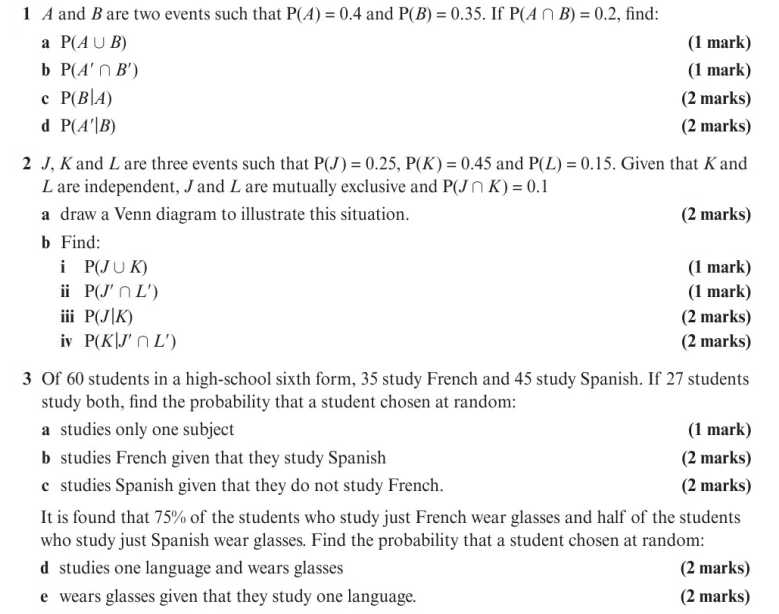 1 A and B are two events such that P(A) = 0.4 and P(B) = 0.35. If P(A ∩ B) = 0.2, find:
a P(A ∪ B) (1 mark)
b P(A′ ∩ B′) (1 mark)
c P(B|A) (2 marks)
d P(A′|B) (2 marks)
2 J, K and L are three events such that P(J) = 0.25, P(K) = 0.45 and P(L) = 0.15. Given that K and
L are independent, J and L are mutually exclusive and P(J ∩ K) = 0.1
a draw a Venn diagram to illustrate this situation. (2 marks)
b Find:
i P(J ∪ K) (1 mark)
ii P(J′ ∩ L′) (1 mark)
iii P(J|K) (2 marks)
iv P(K|J′ ∩ L′) (2 marks)
3 Of 60 students in a high-school sixth form, 35 study French and 45 study Spanish. If 27 students
study both, find the probability that a student chosen at random:
a studies only one subject (1 mark)
b studies French given that they study Spanish (2 marks)
c studies Spanish given that they do not study French. (2 marks)
It is found that 75% of the students who study just French wear glasses and half of the students
who study just Spanish wear glasses. Find the probability that a student chosen at random:
d studies one language and wears glasses (2 marks)
e wears glasses given that they study one language. (2 marks)